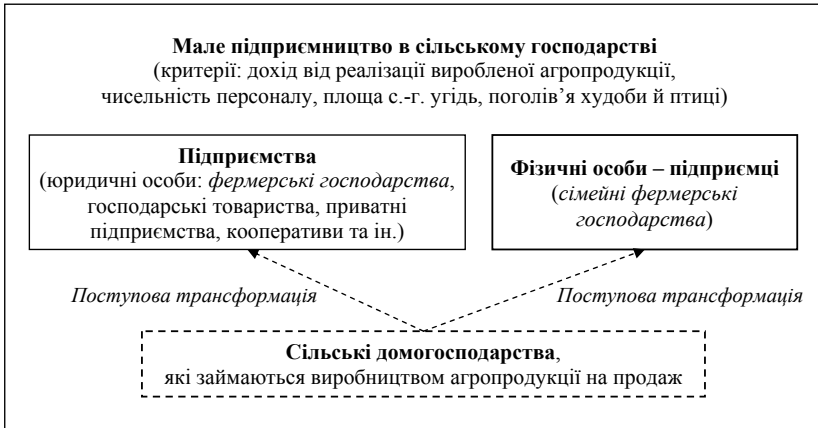 Мале підприємництво в сільському господарстві
(критерії: дохід від реалізації виробленої агропродукції,
чисельність персоналу, площа с.-г. угідь, поголів’я худоби й птиці)
Підприємства
(юридичні особи: фермерські господарства,
господарські товариства, приватні
підприємства, кооперативи та ін.)
Фізичні особи – підприємці
(сімейні фермерські
господарства)
Поступова трансформація
Поступова трансформація
Сільські домогосподарства,
які займаються виробництвом агропродукції на продаж